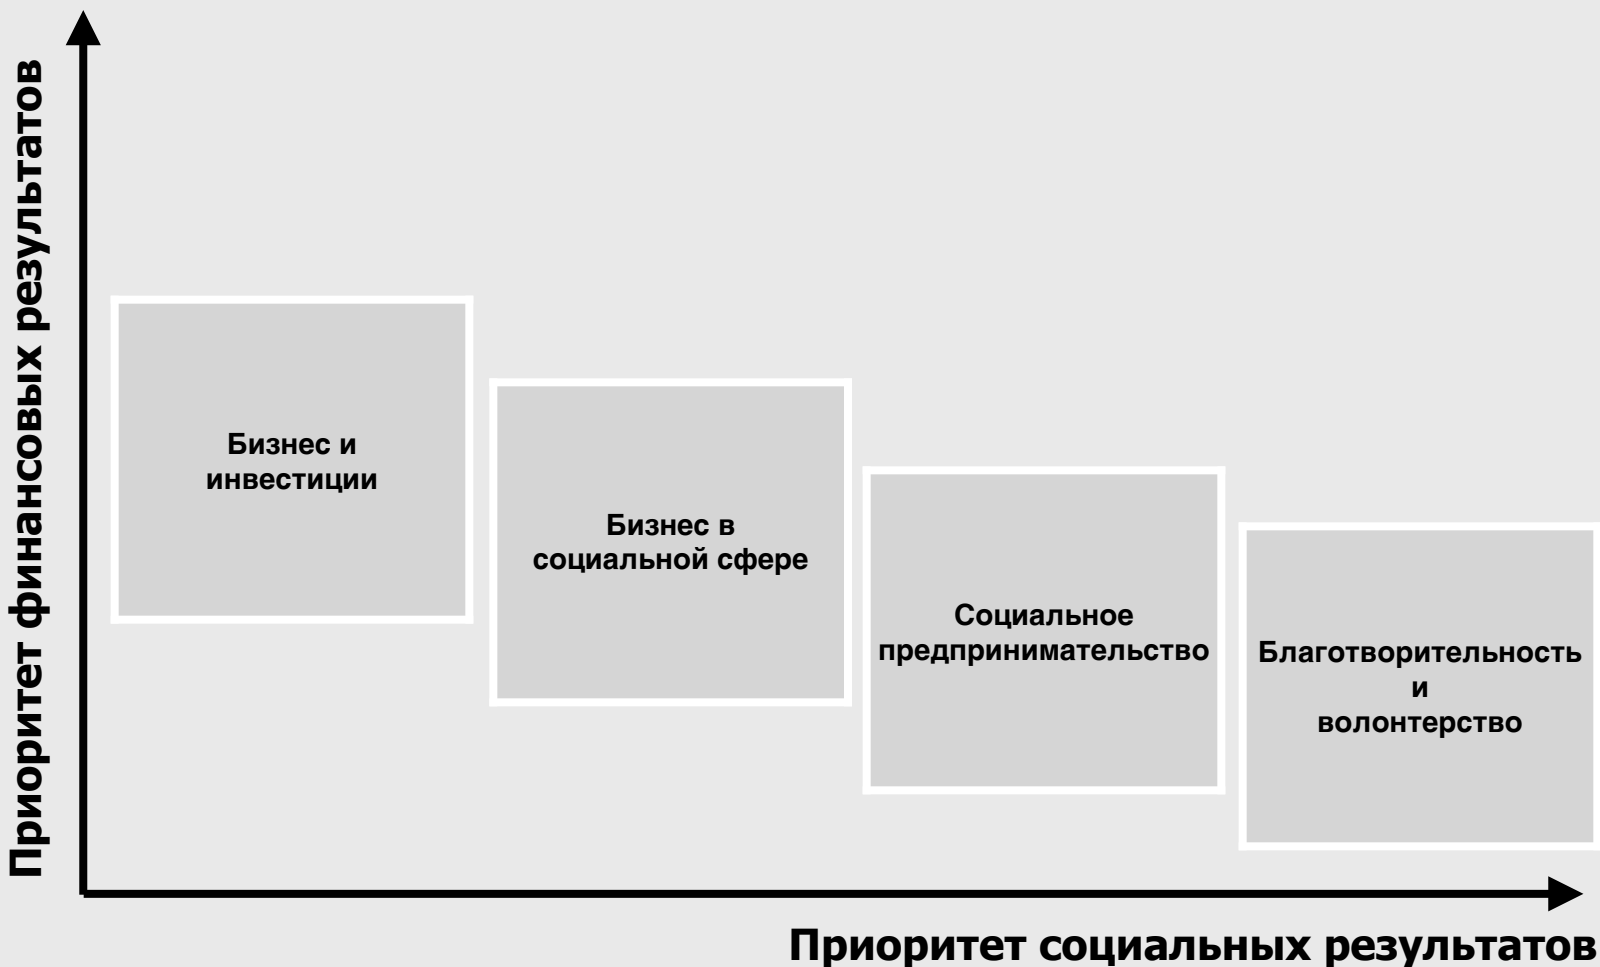 Приоритет финансовых результатов
Бизнес и
инвестиции
Бизнес в
социальной сфере
Социальное
предпринимательство
Благотворительность
и
волонтерство
Приоритет социальных результатов